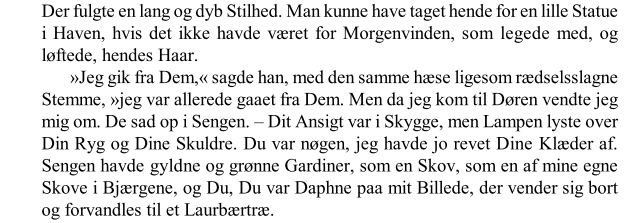 Der fulgte en lang og dyb Stilhed. Man kunne have taget hende for en lille Statue
i Haven, hvis det ikke havde været for Morgenvinden, som legede med, og
løftede, hendes Haar.
»Jeg gik fra Dem,« sagde han, med den samme hæse ligesom rædselsslagne
Stemme, »jeg var allerede gaaet fra Dem. Men da jeg kom til Døren vendte jeg
mig om. De sad op i Sengen. – Dit Ansigt var i Skygge, men Lampen lyste over
Din Ryg og Dine Skuldre. Du var nøgen, jeg havde jo revet Dine Klæder af.
Sengen havde gyldne og grønne Gardiner, som en Skov, som en af mine egne
Skove i Bjærgene, og Du, Du var Daphne paa mit Billede, der vender sig bort
og forvandles til et Laurbærtræ.